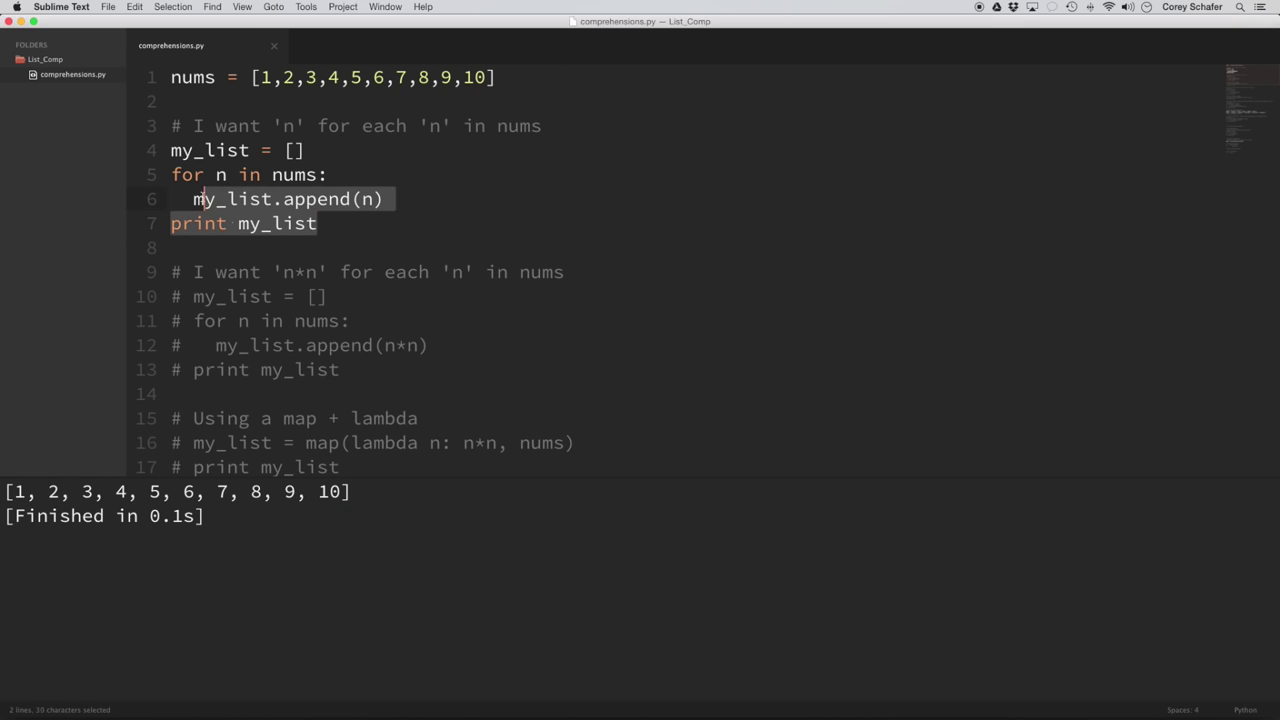 Sublime Text File Edit Selection Find View Goto Tools Project Window Help Corey Schafer
comprehensions.py — List_Comp
FOLDERS
List_Comp
comprehensions.py
comprehensions.py
1 nums = [1,2,3,4,5,6,7,8,9,10]
2
3 # I want 'n' for each 'n' in nums
4 my_list = []
5 for n in nums:
6 my_list.append(n)
7 print my_list
8
9 # I want 'n*n' for each 'n' in nums
10 # my_list = []
11 # for n in nums:
12 #   my_list.append(n*n)
13 # print my_list
14
15 # Using a map + lambda
16 # my_list = map(lambda n: n*n, nums)
17 # print my_list
[1, 2, 3, 4, 5, 6, 7, 8, 9, 10]
[Finished in 0.1s]
2 lines, 20 characters selected Spaces: 4 Python